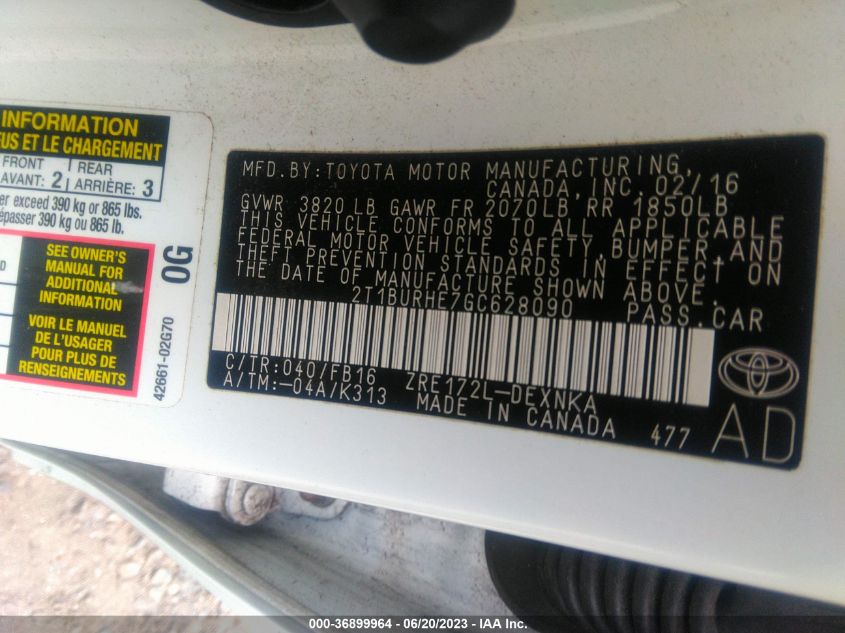 INFORMATION
US ET LE CHARGEMENT
FRONT
AVANT: 2
REAR
ARRIÈRE: 3
er exceed 390 kg or 865 lbs.
épasser 390 kg ou 865 lb.
SEE OWNER'S
MANUAL FOR
ADDITIONAL
INFORMATION
VOIR LE MANUEL
DE L'USAGER
POUR PLUS DE
RENSEIGNEMENTS
0G
42661-02G70
MFD.BY:TOYOTA MOTOR MANUFACTURING,
CANADA, INC. 02/16
GVWR 3820 LB GAWR FR 2070LB RR 1850LB
THIS VEHICLE CONFORMS TO ALL APPLICABLE
FEDERAL MOTOR VEHICLE SAFETY, BUMPER, AND
THEFT PREVENTION STANDARDS IN EFFECT ON
THE DATE OF MANUFACTURE SHOWN ABOVE.
2T1BURHE7GC628090 PASS.CAR
C/TR:040/FB16 ZRE172L-DEXNKA
A/TM:-04A/K313 MADE IN CANADA 477
AD
000-36899964 - 06/20/2023 - IAA Inc.